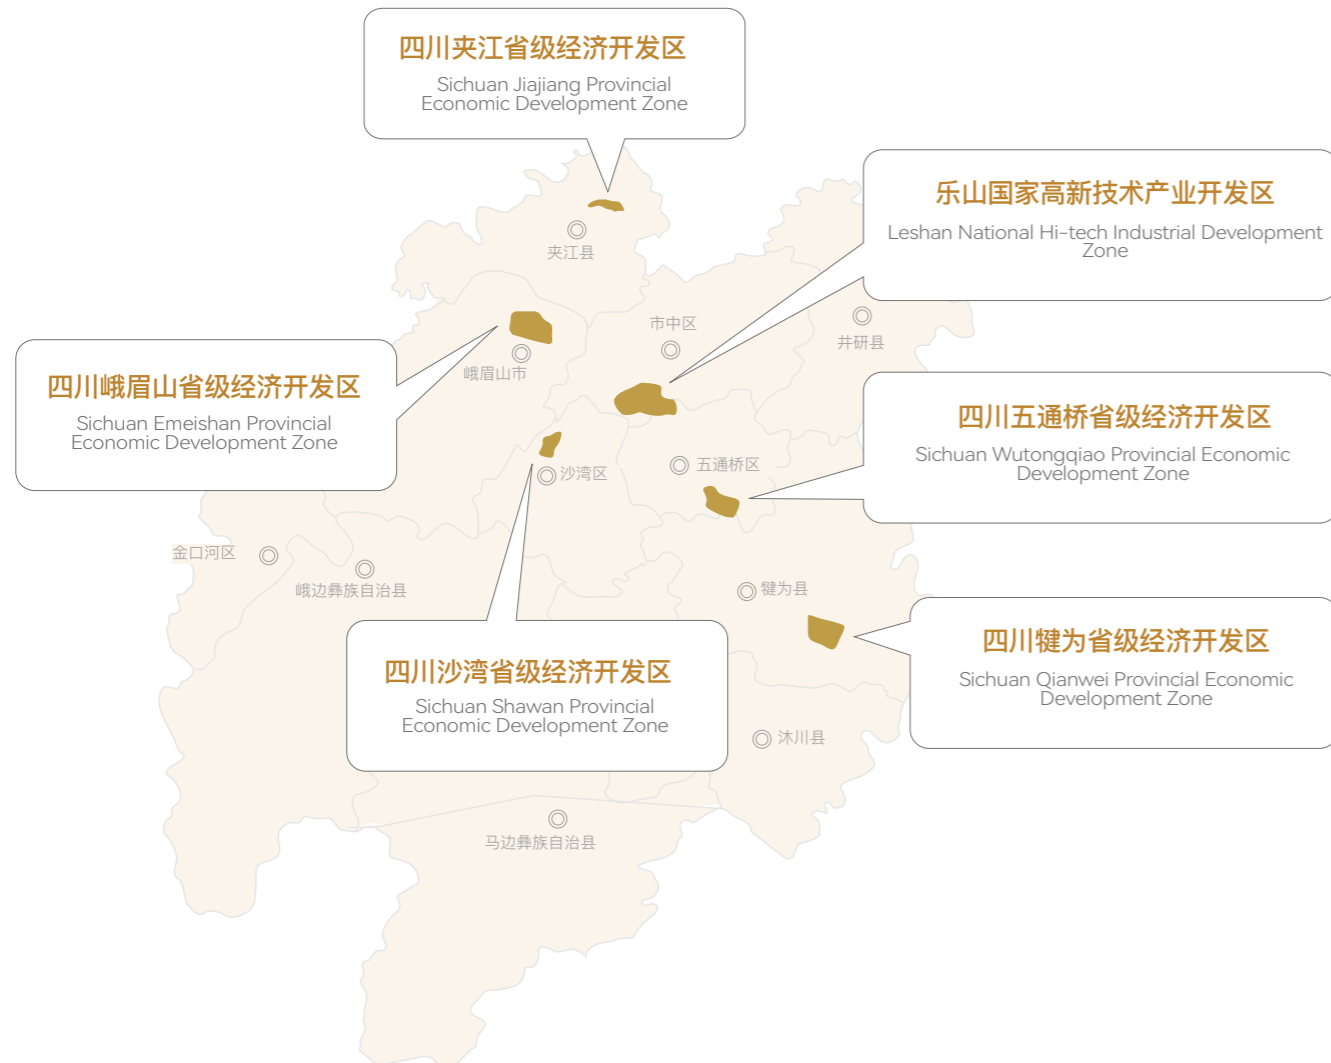 四川夹江省级经济开发区
Sichuan Jiajiang Provincial
Economic Development Zone
乐山国家高新技术产业开发区
Leshan National Hi-tech Industrial Development
Zone
夹江县
市中区
井研县
峨眉山市
四川峨眉山省级经济开发区
Sichuan Emeishan Provincial
Economic Development Zone
四川五通桥省级经济开发区
Sichuan Wutongqiao Provincial Economic
Development Zone
五通桥区
沙湾区
金口河区
峨边彝族自治县
犍为县
四川犍为省级经济开发区
Sichuan Qianwei Provincial Economic
Development Zone
四川沙湾省级经济开发区
Sichuan Shawan Provincial
Economic Development Zone
沐川县
马边彝族自治县